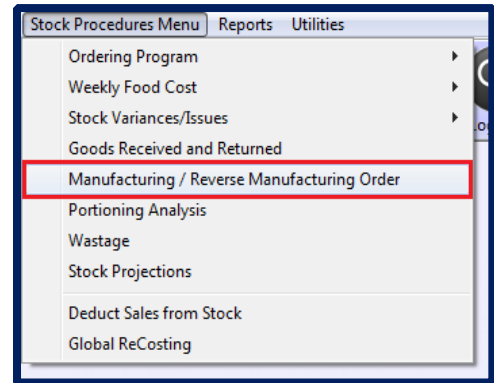 Stock Procedures Menu Reports Utilities
Ordering Program
Weekly Food Cost
Stock Variances/Issues
Goods Received and Returned
Manufacturing / Reverse Manufacturing Order
Portioning Analysis
Wastage
Stock Projections
Deduct Sales from Stock
Global ReCosting